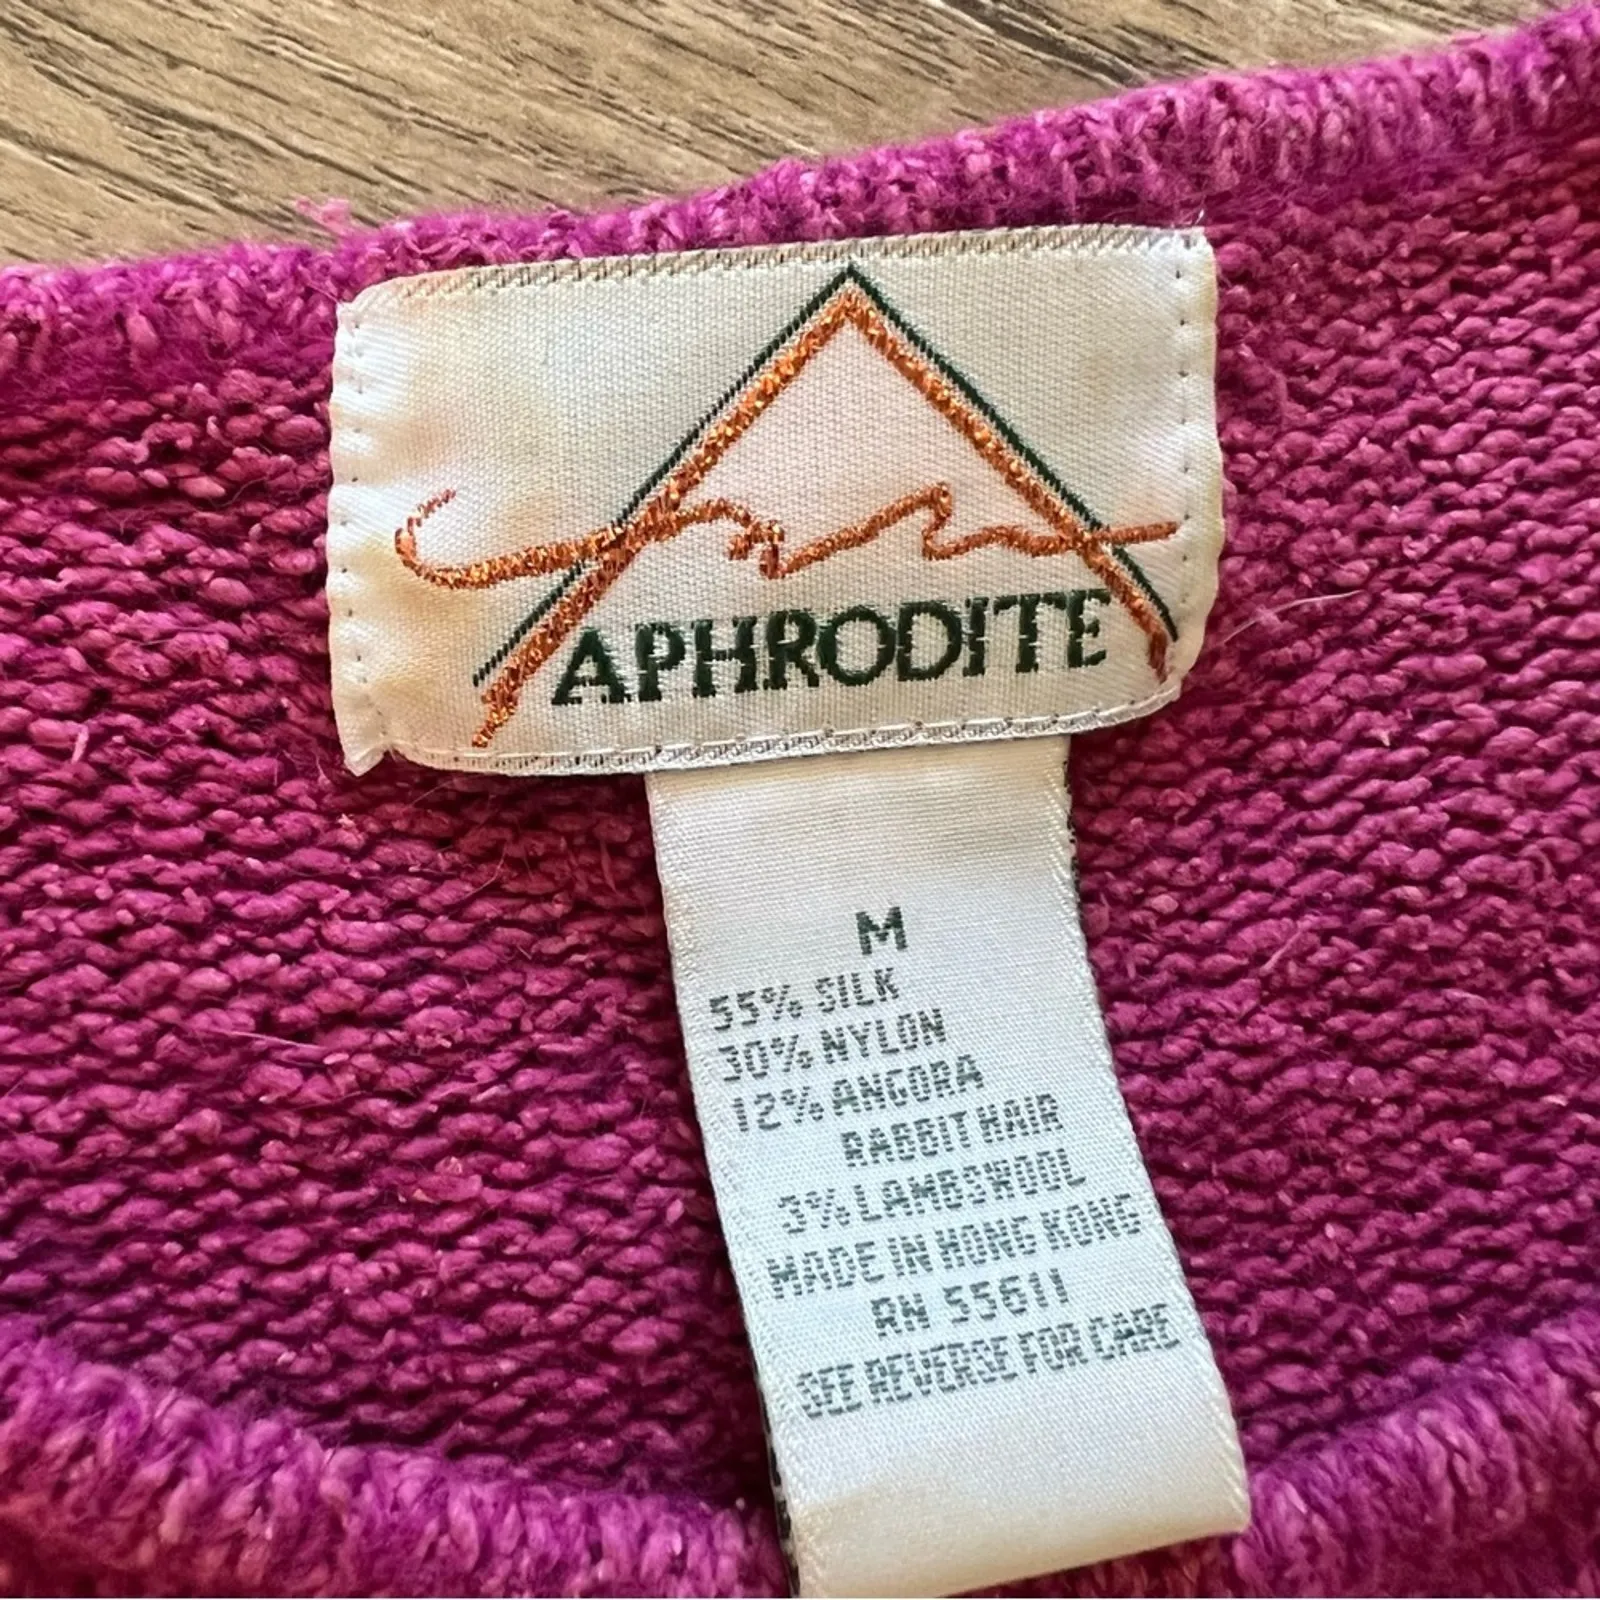 APHRODITE
M
55% SILK
30% NYLON
12% ANGORA
RABBIT HAIR
3% LAMBSWOOL
MADE IN HONG KONG
RN 55611
SEE REVERSE FOR CARE